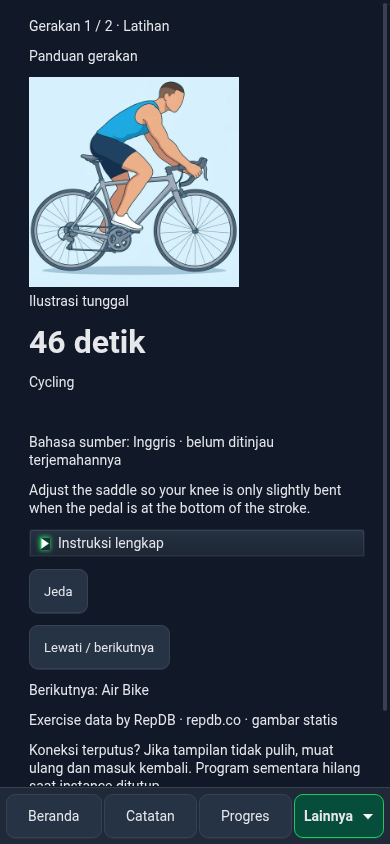 Gerakan 1 / 2 · Latihan
Panduan gerakan
Ilustrasi tunggal
46 detik
Cycling
Bahasa sumber: Inggris · belum ditinjau
terjemahannya
Adjust the saddle so your knee is only slightly bent
when the pedal is at the bottom of the stroke.
Instruksi lengkap
Jeda
Lewati / berikutnya
Berikutnya: Air Bike
Exercise data by RepDB · repdb.co · gambar statis
Koneksi terputus? Jika tampilan tidak pulih, muat
ulang dan masuk kembali. Program sementara hilang
saat instance ditutup.
Beranda
Catatan
Progres
Lainnya